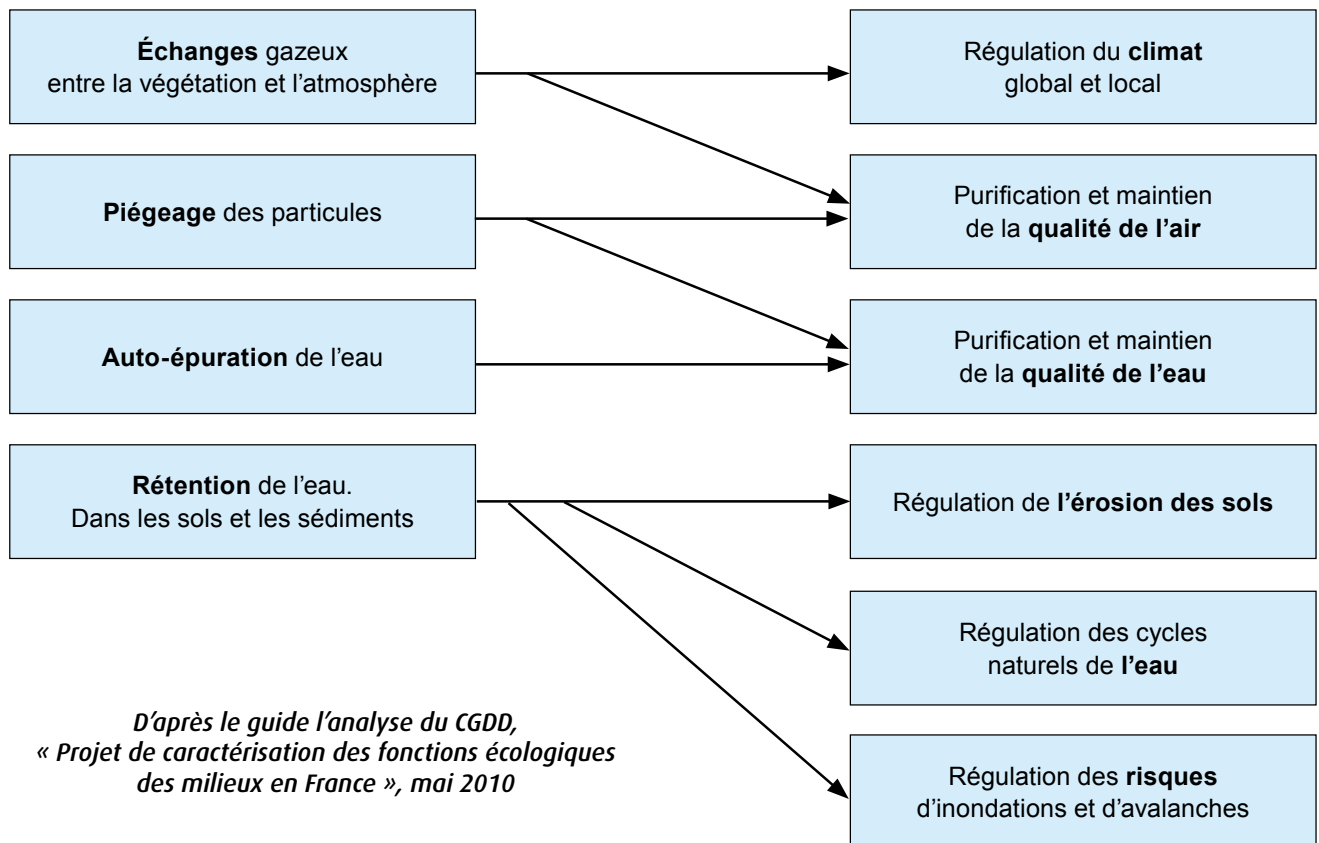 Échanges gazeux
entre la végétation et l’atmosphère
Régulation du climat
global et local
Piégeage des particules
Purification et maintien
de la qualité de l’air
Auto-épuration de l’eau
Purification et maintien
de la qualité de l’eau
Rétention de l’eau.
Dans les sols et les sédiments
Régulation de l’érosion des sols
Régulation des cycles
naturels de l’eau
Régulation des risques
d’inondations et d’avalanches
D’après le guide l’analyse du CGDD,
« Projet de caractérisation des fonctions écologiques
des milieux en France », mai 2010